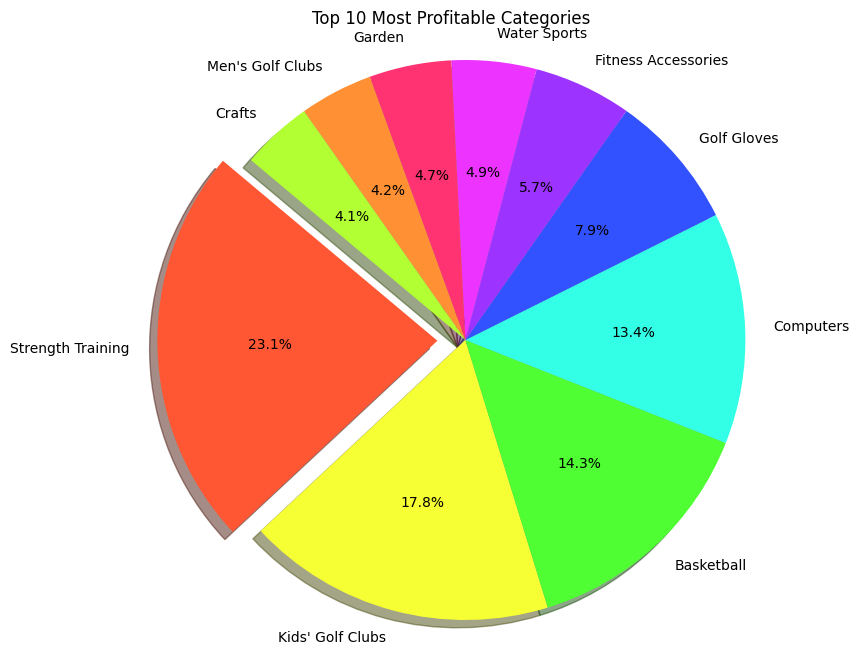 Top 10 Most Profitable Categories
Water Sports
Garden
Fitness Accessories
Men's Golf Clubs
Crafts
Golf Gloves
4.7%
4.9%
4.2%
5.7%
4.1%
7.9%
Computers
13.4%
Strength Training
23.1%
14.3%
17.8%
Basketball
Kids' Golf Clubs